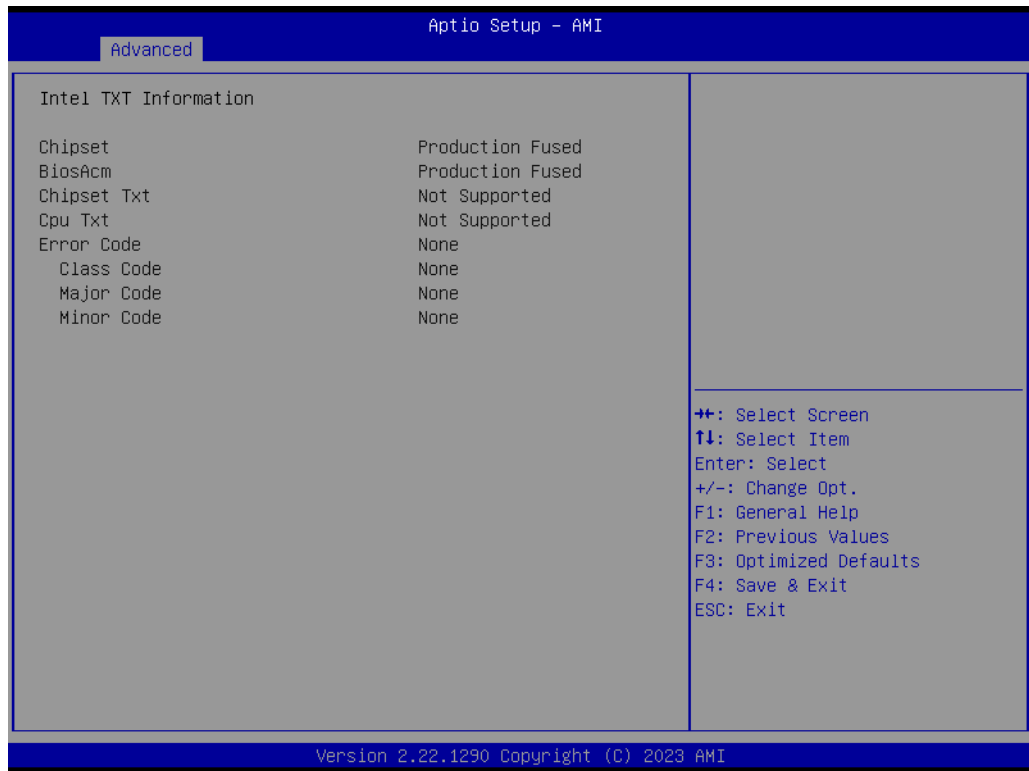 Aptio Setup – AMI
Advanced
Intel TXT Information
Chipset Production Fused
BiosAcm Production Fused
Chipset Txt Not Supported
Cpu Txt Not Supported
Error Code None
Class Code None
Major Code None
Minor Code None
→←: Select Screen
↑↓: Select Item
Enter: Select
+/-: Change Opt.
F1: General Help
F2: Previous Values
F3: Optimized Defaults
F4: Save & Exit
ESC: Exit
Version 2.22.1290 Copyright (C) 2023 AMI